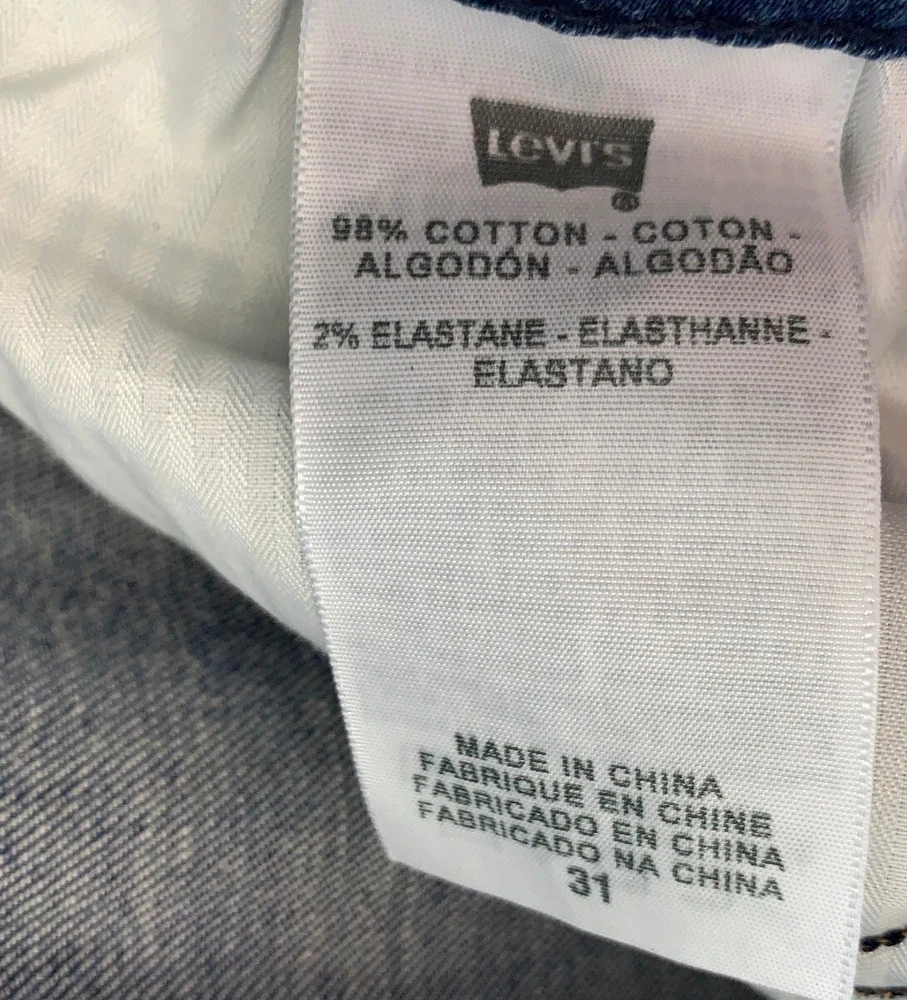 Levi's
98% COTTON - COTON -
ALGODÓN - ALGODÃO
2% ELASTANE - ELASTHANNE -
ELASTANO
MADE IN CHINA
FABRIQUE EN CHINE
FABRICADO EN CHINA
FABRICADO NA CHINA
31